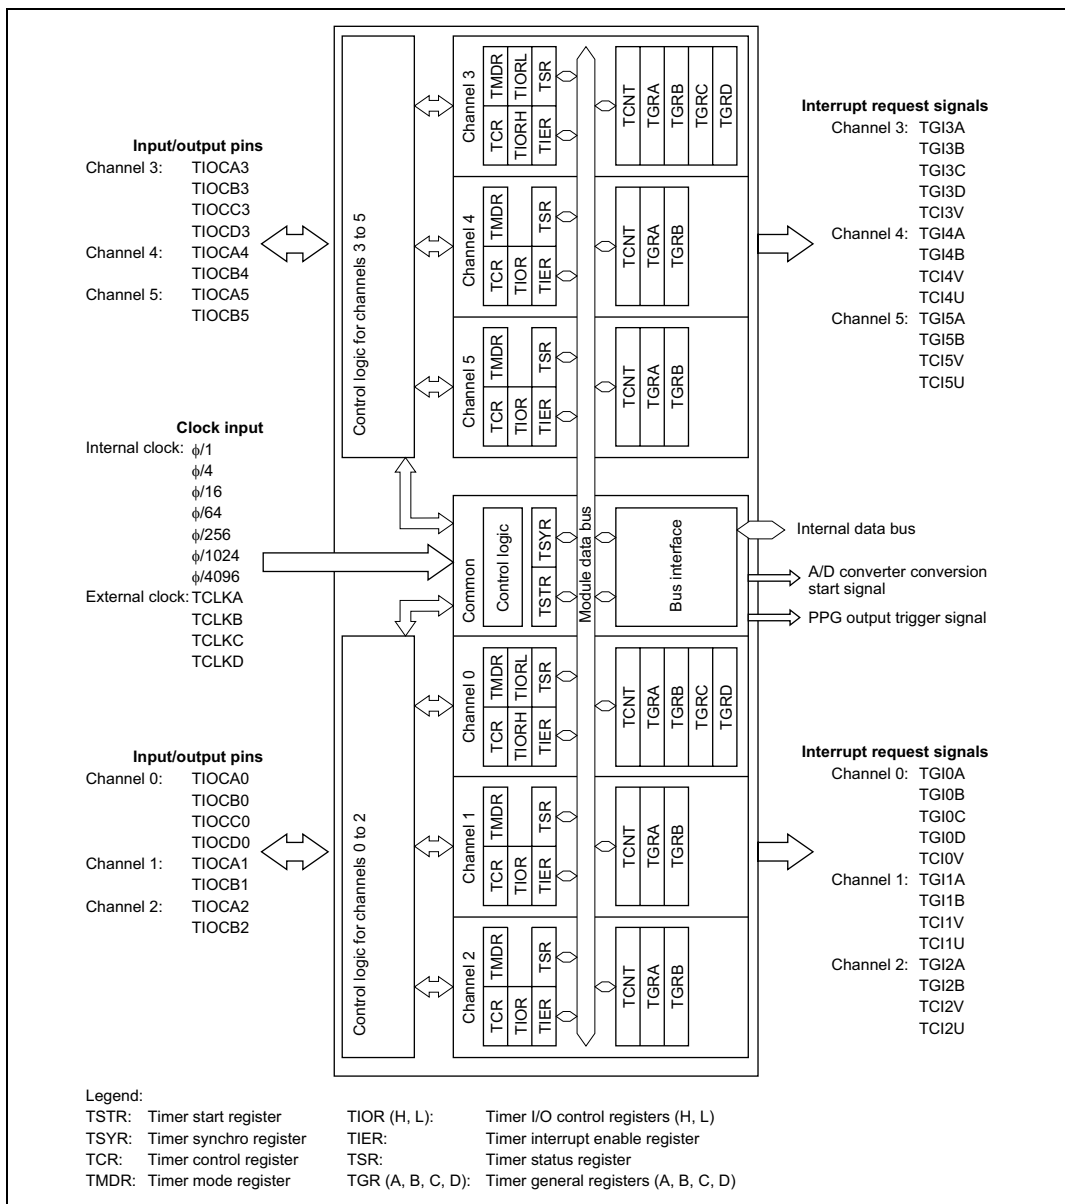 Input/output pins
Channel 3: TIOCA3
TIOCB3
TIOCC3
TIOCD3
Channel 4: TIOCA4
TIOCB4
Channel 5: TIOCA5
TIOCB5
Clock input
Internal clock: ϕ/1
ϕ/4
ϕ/16
ϕ/64
ϕ/256
ϕ/1024
ϕ/4096
External clock: TCLKA
TCLKB
TCLKC
TCLKD
Input/output pins
Channel 0: TIOCA0
TIOCB0
TIOCC0
TIOCD0
Channel 1: TIOCA1
TIOCB1
Channel 2: TIOCA2
TIOCB2
Control logic for channels 3 to 5
Control logic for channels 0 to 2
Channel 3
TCR TMDR
TIORH TIORL
TIER TSR
TCNT
TGRA
TGRB
TGRC
TGRD
Channel 4
TCR TMDR
TIOR
TIER TSR
TCNT
TGRA
TGRB
Channel 5
TCR TMDR
TIOR
TIER TSR
TCNT
TGRA
TGRB
Common
Control logic
TSTR TSYR
Module data bus
Bus interface
Channel 0
TCR TMDR
TIORH TIORL
TIER TSR
TCNT
TGRA
TGRB
TGRC
TGRD
Channel 1
TCR TMDR
TIOR
TIER TSR
TCNT
TGRA
TGRB
Channel 2
TCR TMDR
TIOR
TIER TSR
TCNT
TGRA
TGRB
Interrupt request signals
Channel 3: TGI3A
TGI3B
TGI3C
TGI3D
TCI3V
Channel 4: TGI4A
TGI4B
TCI4V
TCI4U
Channel 5: TGI5A
TGI5B
TCI5V
TCI5U
Internal data bus
A/D converter conversion
start signal
PPG output trigger signal
Interrupt request signals
Channel 0: TGI0A
TGI0B
TGI0C
TGI0D
TCI0V
Channel 1: TGI1A
TGI1B
TCI1V
TCI1U
Channel 2: TGI2A
TGI2B
TCI2V
TCI2U
Legend:
TSTR: Timer start register TIOR (H, L): Timer I/O control registers (H, L)
TSYR: Timer synchro register TIER: Timer interrupt enable register
TCR: Timer control register TSR: Timer status register
TMDR: Timer mode register TGR (A, B, C, D): Timer general registers (A, B, C, D)